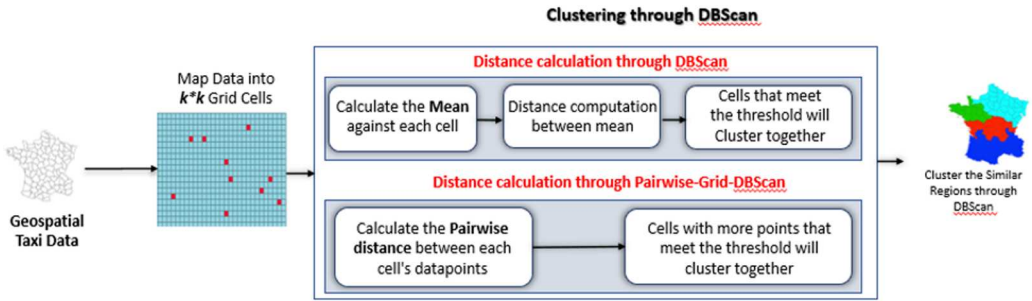 Clustering through DBScan
Distance calculation through DBScan
Map Data into
k*k Grid Cells
Calculate the Mean
against each cell
Distance computation
between mean
Cells that meet
the threshold will
Cluster together
Geospatial
Taxi Data
Distance calculation through Pairwise-Grid-DBScan
Calculate the Pairwise
distance between each
cell's datapoints
Cells with more points that
meet the threshold will
cluster together
Cluster the Similar
Regions through
DBScan